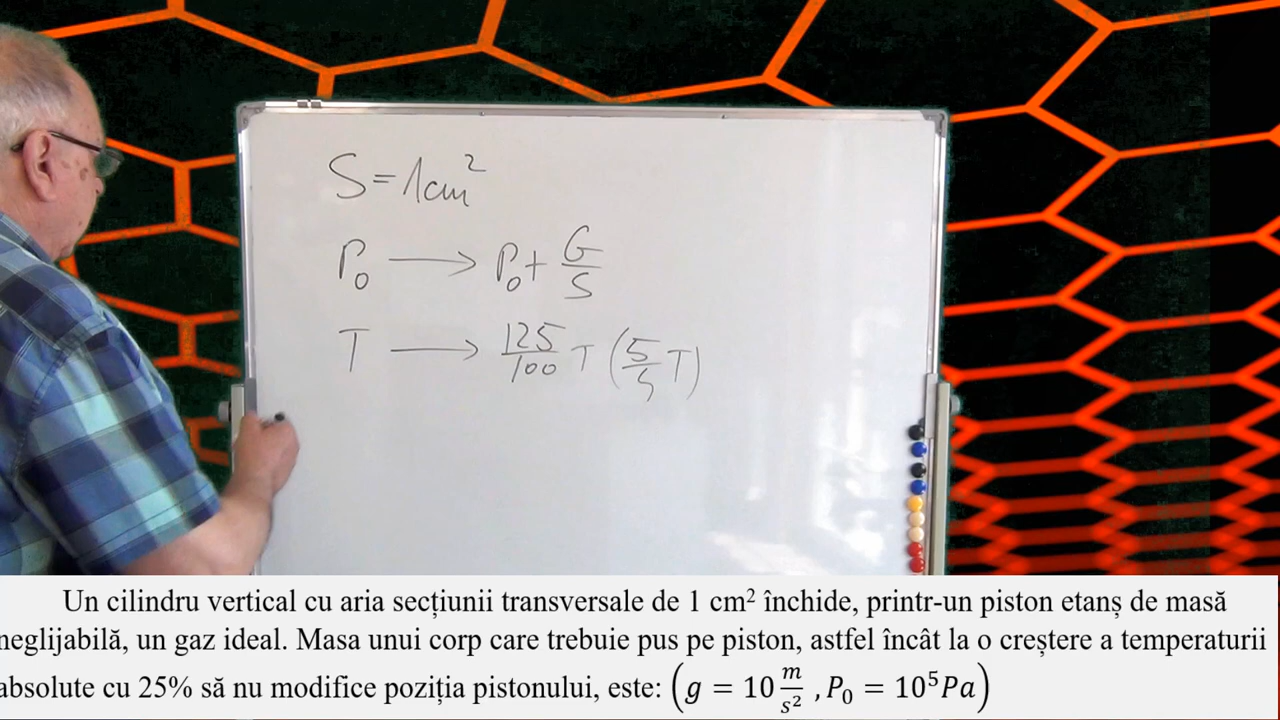 S=1cm²
P₀ → P₀+ G/S
T → 125/100 T (5/4 T)
Un cilindru vertical cu aria secțiunii transversale de 1 cm² închide, printr-un piston etanș de masă
neglijabilă, un gaz ideal. Masa unui corp care trebuie pus pe piston, astfel încât la o creștere a temperaturii
absolute cu 25% să nu modifice poziția pistonului, este: (g = 10 m/s² , P₀ = 10⁵Pa)